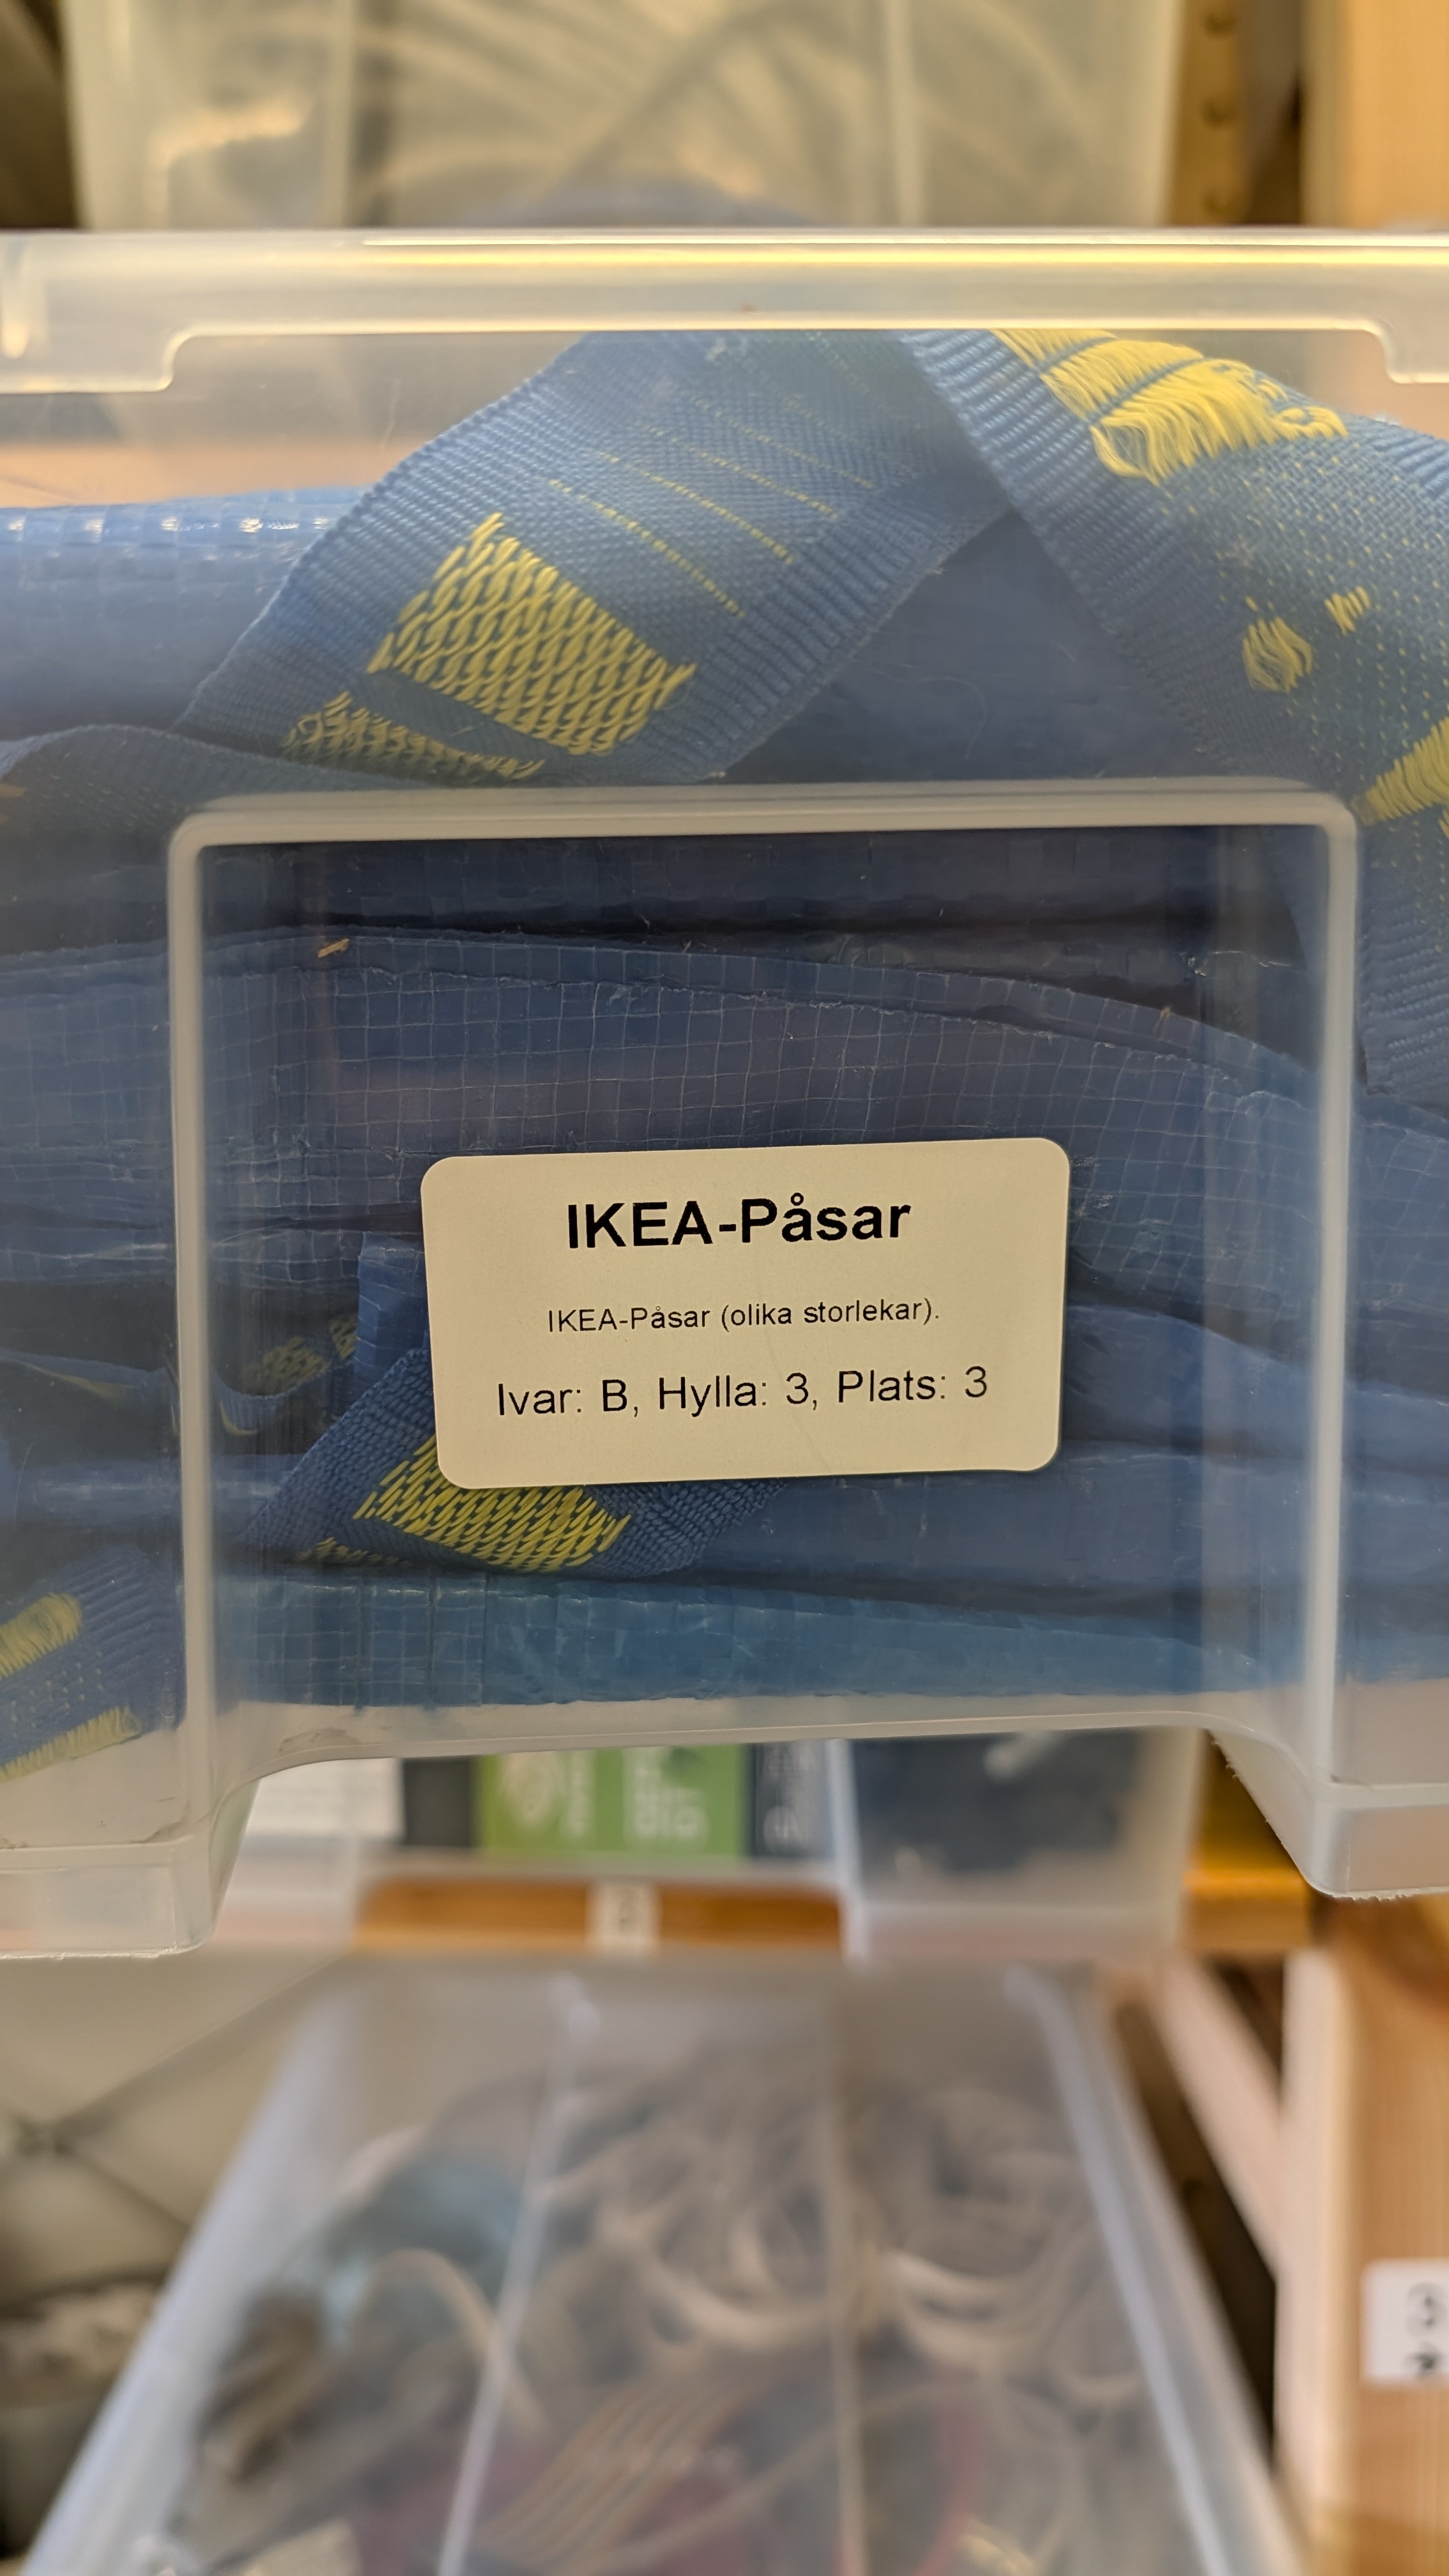 IKEA-Påsar
IKEA-Påsar (olika storlekar).
Ivar: B, Hylla: 3, Plats: 3